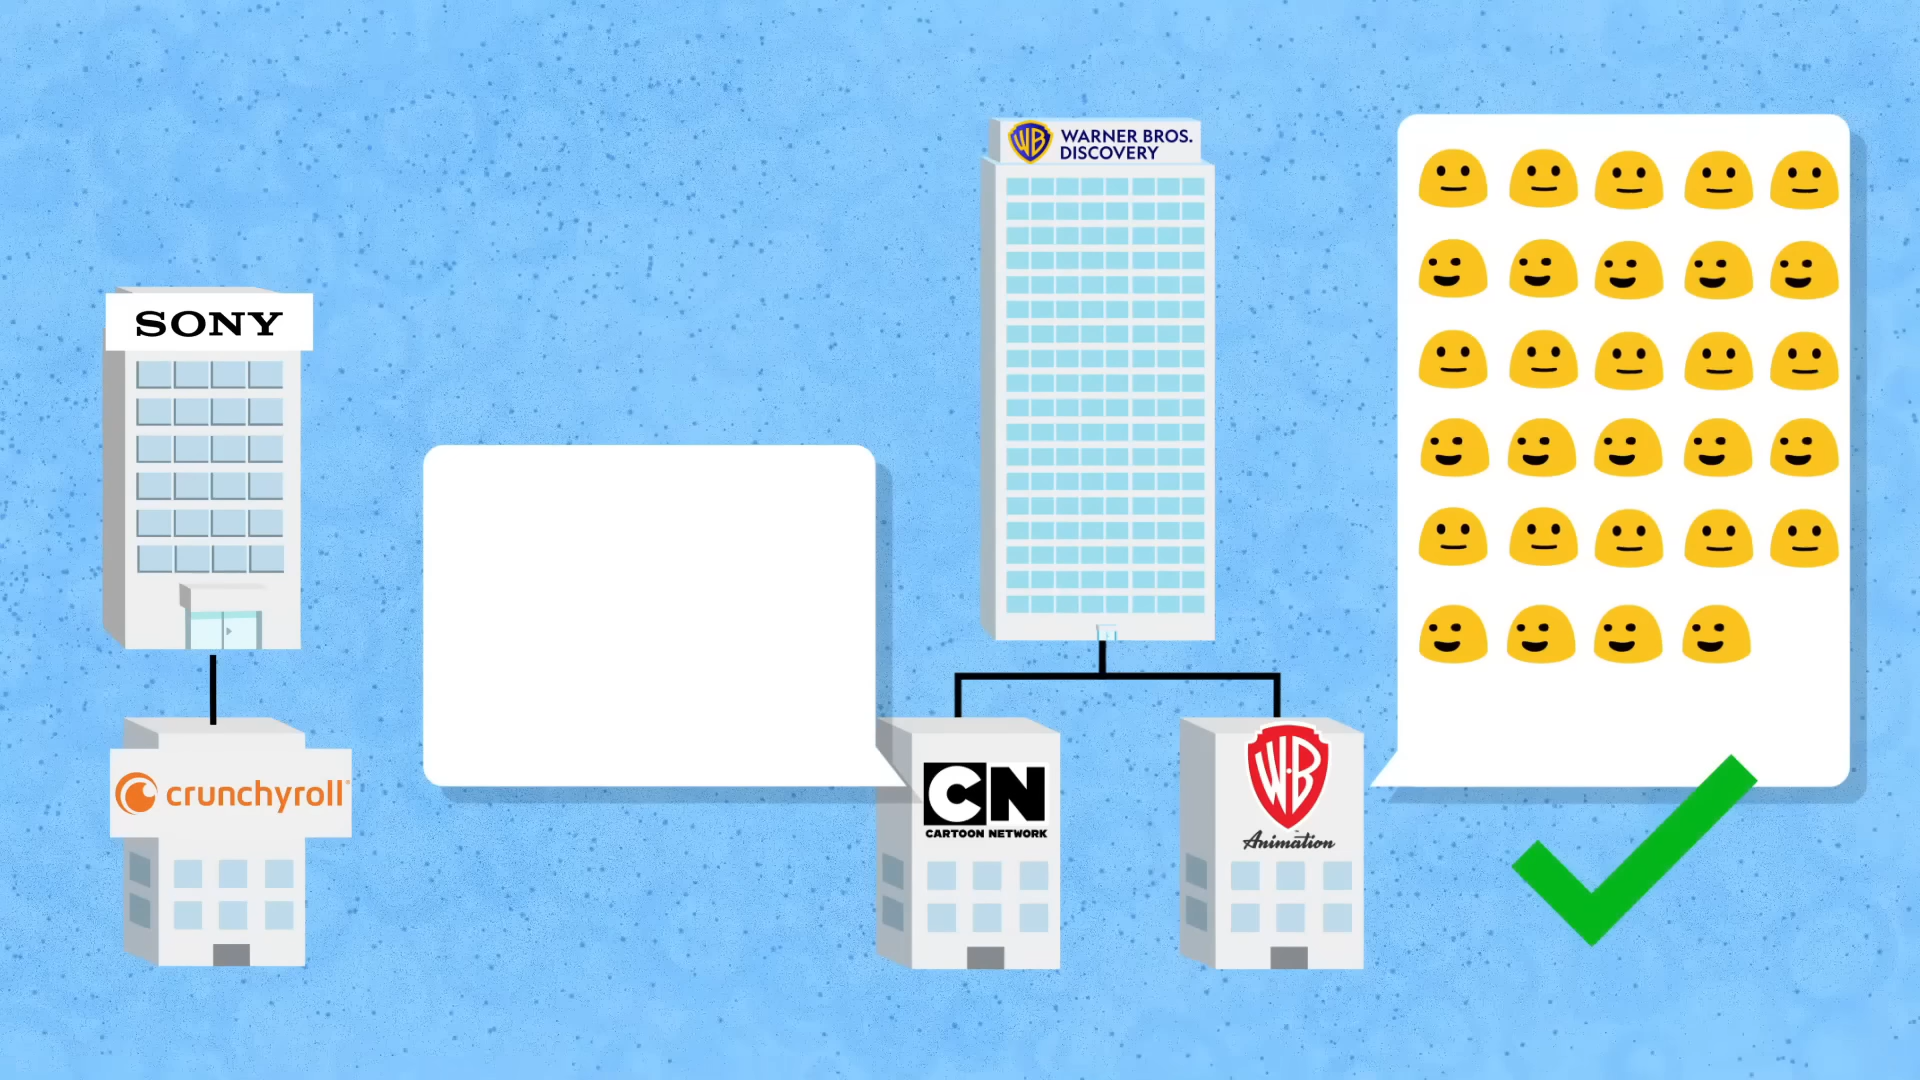 WARNER BROS.
DISCOVERY
SONY
crunchyroll
CN
CARTOON NETWORK
WB
Animation